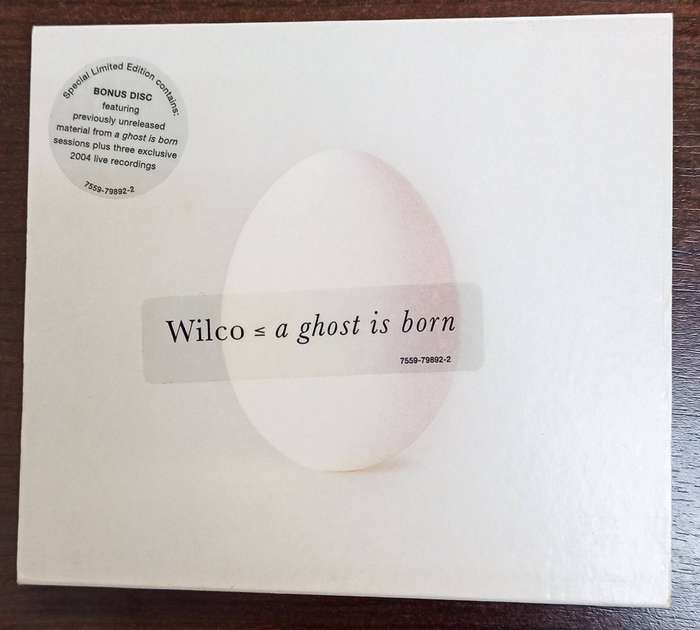 Special Limited Edition contains:
BONUS DISC
featuring
previously unreleased
material from a ghost is born
sessions plus three exclusive
2004 live recordings
7559-79892-2
Wilco ≤ a ghost is born
7559-79892-2